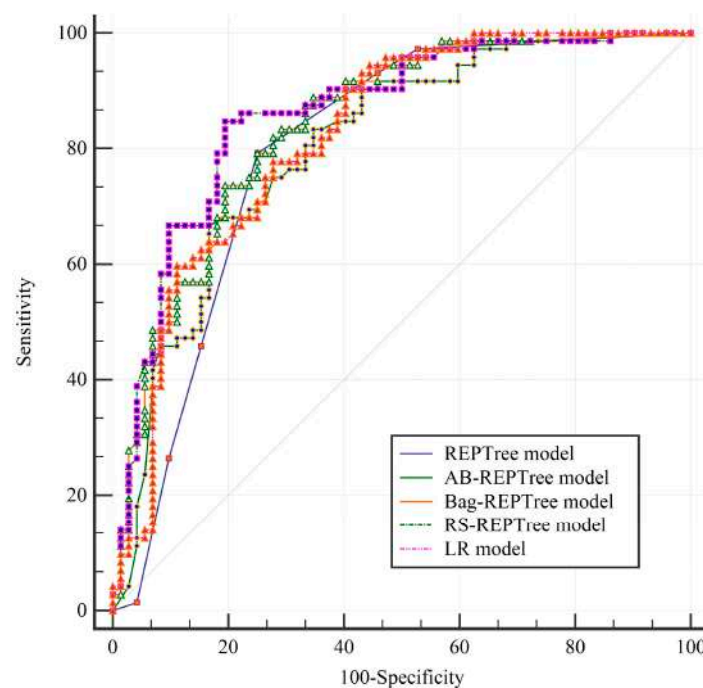 100
80
60
40
20
0
Sensitivity
REPTree model
AB-REPTree model
Bag-REPTree model
RS-REPTree model
LR model
0 20 40 60 80 100
100-Specificity